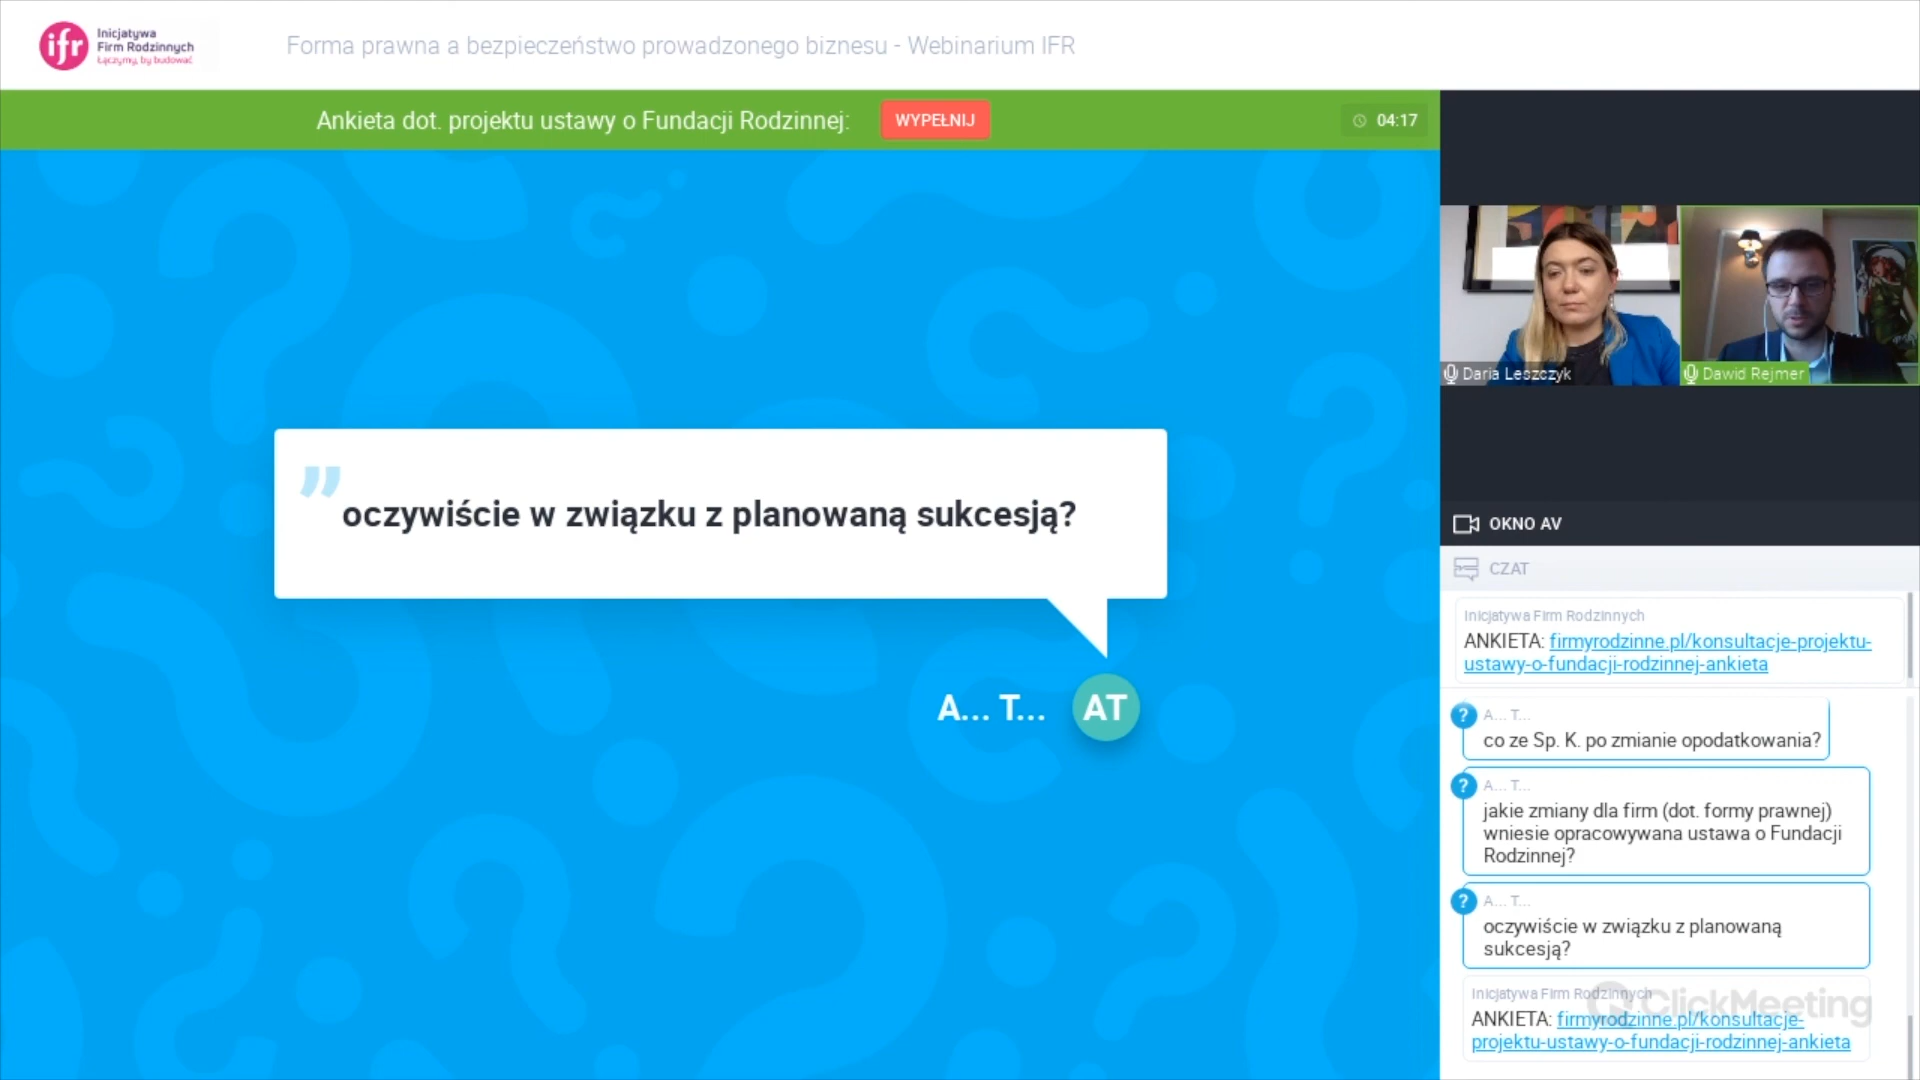 ifr
Inicjatywa
Firm Rodzinnych
Łączymy, by budować
Forma prawna a bezpieczeństwo prowadzonego biznesu - Webinarium IFR
Ankieta dot. projektu ustawy o Fundacji Rodzinnej:
WYPEŁNIJ
04:17
”
oczywiście w związku z planowaną sukcesją?
A... T...
AT
Daria Leszczyk
Dawid Rejmer
OKNO AV
CZAT
Inicjatywa Firm Rodzinnych
ANKIETA: firmyrodzinne.pl/konsultacje-projektu-
ustawy-o-fundacji-rodzinnej-ankieta
? A... T...
co ze Sp. K. po zmianie opodatkowania?
? A... T...
jakie zmiany dla firm (dot. formy prawnej)
wniesie opracowywana ustawa o Fundacji
Rodzinnej?
? A... T...
oczywiście w związku z planowaną
sukcesją?
Inicjatywa Firm Rodzinnych
ANKIETA: firmyrodzinne.pl/konsultacje-
projektu-ustawy-o-fundacji-rodzinnej-ankieta
ClickMeeting